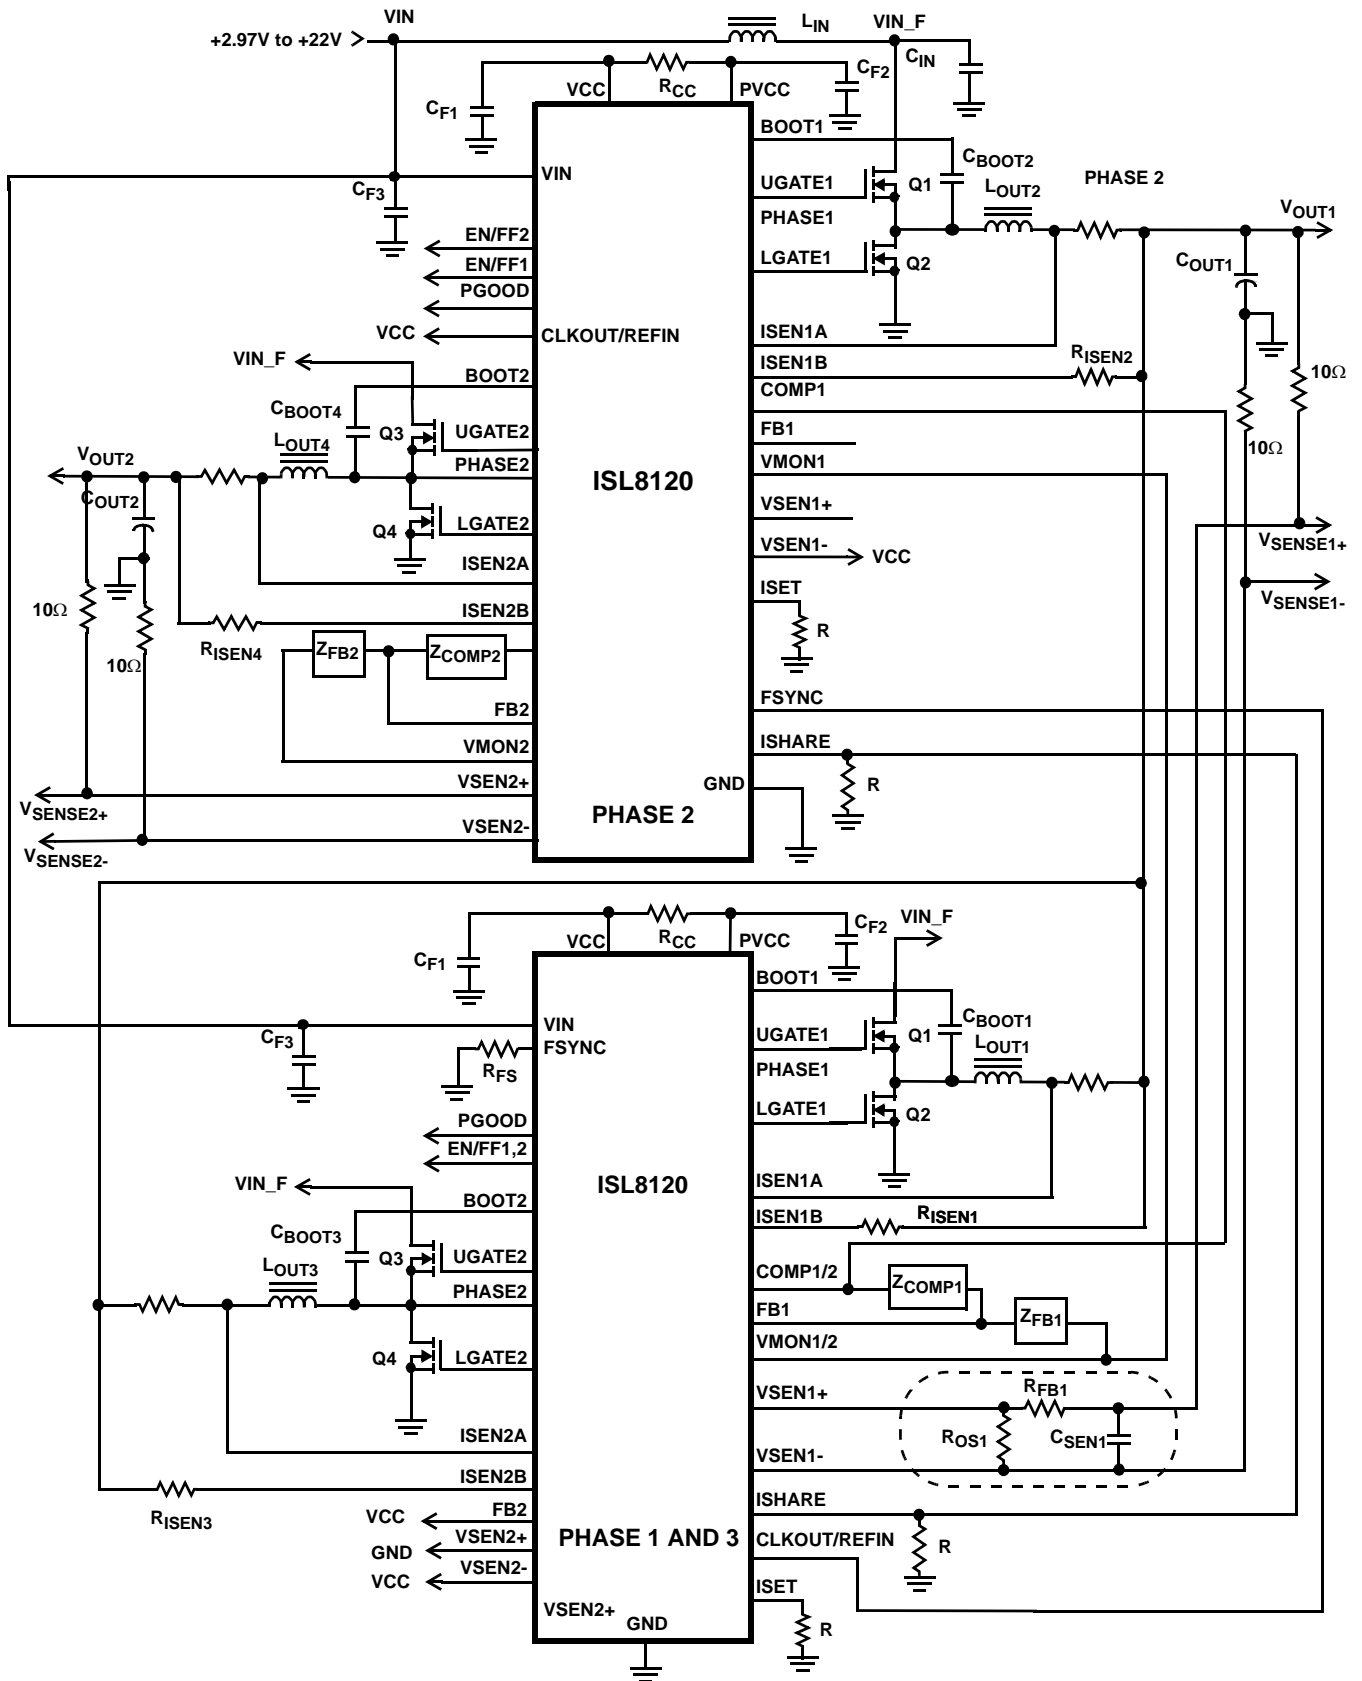 VIN
+2.97V to +22V
LIN
VIN_F
CIN
CF1
VCC
RCC
PVCC
CF2
BOOT1
CBOOT2
VIN
CF3
UGATE1
Q1
LOUT2
PHASE 2
PHASE1
VOUT1
EN/FF2
EN/FF1
LGATE1
Q2
COUT1
PGOOD
VCC
CLKOUT/REFIN
ISEN1A
VIN_F
ISEN1B
RISEN2
10Ω
BOOT2
COMP1
CBOOT4
Q3
UGATE2
FB1
10Ω
LOUT4
VOUT2
PHASE2
VMON1
ISL8120
COUT2
VSEN1+
Q4
LGATE2
VSENSE1+
VSEN1-
VCC
ISEN2A
ISET
VSENSE1-
10Ω
ISEN2B
R
RISEN4
10Ω
ZFB2
ZCOMP2
FB2
FSYNC
VMON2
ISHARE
VSEN2+
GND
R
VSENSE2+
PHASE 2
VSEN2-
VSENSE2-
VCC
RCC
PVCC
CF2
VIN_F
CF1
BOOT1
VIN
CBOOT1
CF3
FSYNC
UGATE1
Q1
LOUT1
RFS
PHASE1
LGATE1
Q2
PGOOD
EN/FF1,2
VIN_F
ISL8120
ISEN1A
BOOT2
ISEN1B
RISEN1
CBOOT3
Q3
UGATE2
LOUT3
COMP1/2
ZCOMP1
PHASE2
FB1
ZFB1
Q4
LGATE2
VMON1/2
VSEN1+
RFB1
ISEN2A
ROS1
CSEN1
VSEN1-
ISEN2B
ISHARE
RISEN3
VCC
FB2
GND
VSEN2+
PHASE 1 AND 3
CLKOUT/REFIN
R
VCC
VSEN2-
ISET
VSEN2+
GND
R